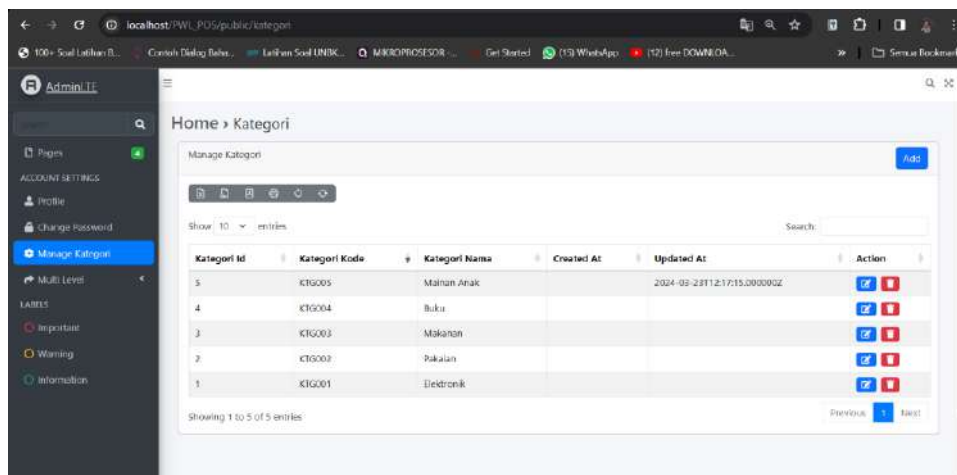 localhost/PWL_POS/public/kategori
100+ Soal Latihan B... Contoh Dialog Bahas... Latihan Soal UNBK... MIKROPROSESOR -... Get Started (15) WhatsApp (12) free DOWNLOA... » Semua Bookmark
AdminLTE
Home › Kategori
Pages 4
Manage Kategori Add
ACCOUNT SETTINGS
Profile
Change Password
Show 10 entries Search:
Manage Kategori
Kategori Id Kategori Kode Kategori Nama Created At Updated At Action
Multi Level
5 KTG005 Mainan Anak 2024-03-23T12:17:15.000000Z
LABELS
4 KTG004 Buku
Important
3 KTG003 Makanan
Warning
2 KTG002 Pakaian
Information
1 KTG001 Elektronik
Showing 1 to 5 of 5 entries Previous 1 Next